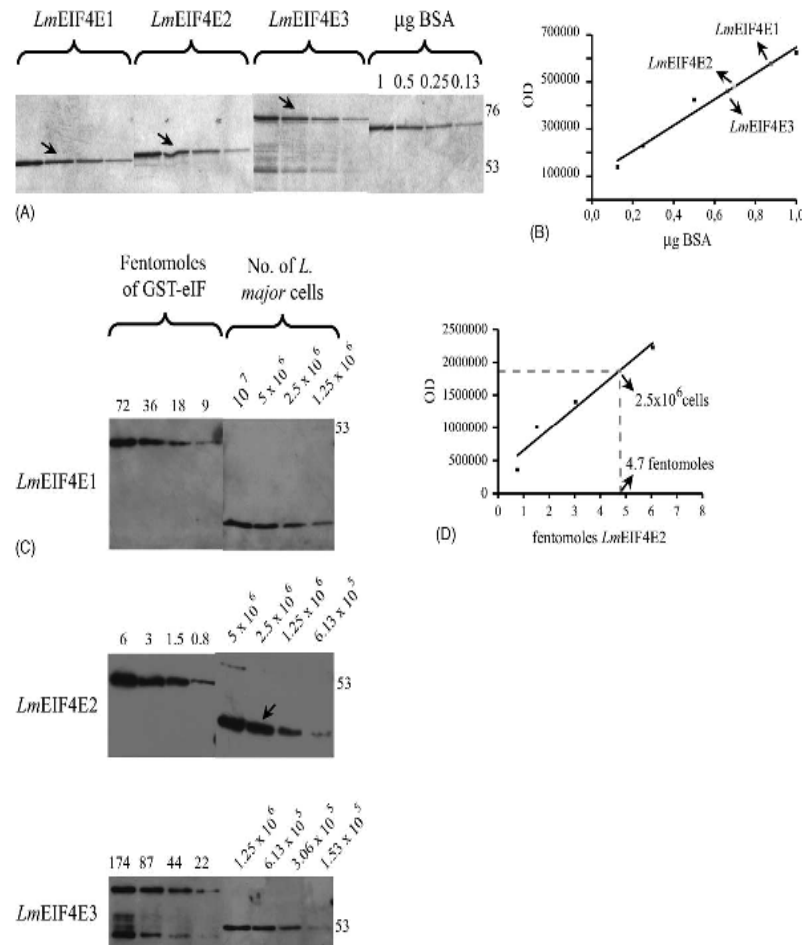 LmEIF4E1 LmEIF4E2 LmEIF4E3 µg BSA
1 0.5 0.25 0.13
76
53
(A)
700000
600000
400000
300000
200000
100000
OD
LmEIF4E1
LmEIF4E2
LmEIF4E3
0,0 0,2 0,4 0,6 0,8 1,0
µg BSA
(B)
Fentomoles
of GST-eIF
No. of L.
major cells
72 36 18 9
10⁷ 5 x 10⁶ 2.5 x 10⁶ 1.25 x 10⁶
53
LmEIF4E1
(C)
2500000
2000000
1500000
1000000
500000
0
OD
2.5x10⁶cells
4.7 fentomoles
0 1 2 3 4 5 6 7 8
fentomoles LmEIF4E2
(D)
6 3 1.5 0.8
5 x 10⁶ 2.5 x 10⁶ 1.25 x 10⁶ 6.13 x 10⁵
53
LmEIF4E2
174 87 44 22
1.25 x 10⁶ 6.13 x 10⁵ 3.06 x 10⁵ 1.53 x 10⁵
53
LmEIF4E3